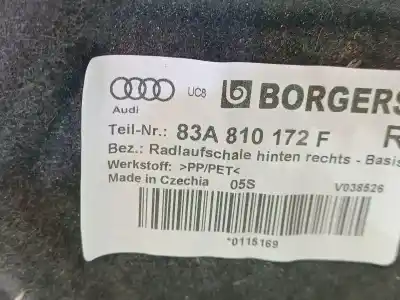 UC8 BORGERS
Audi
Teil-Nr.: 83A 810 172 F R
Bez.: Radlaufschale hinten rechts - Basis
Werkstoff: >PP/PET<
Made in Czechia 05S V038526
*0115169